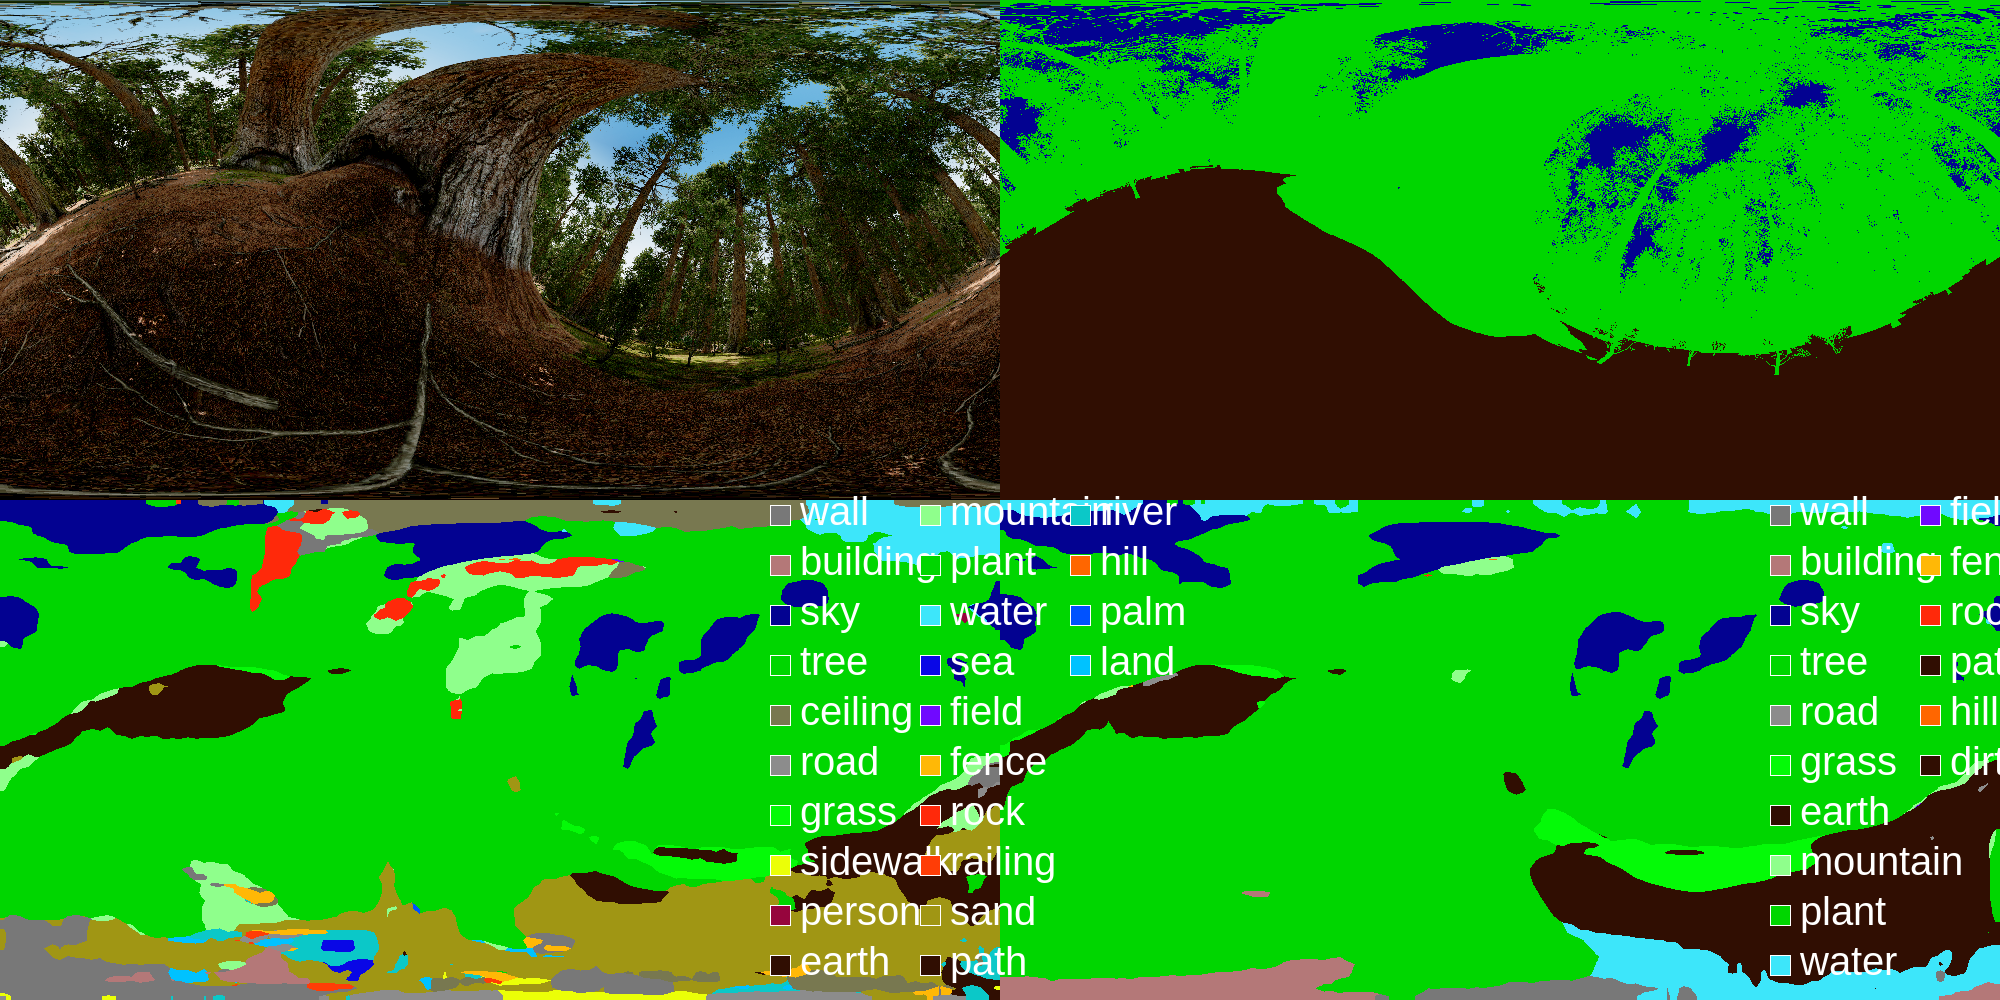 wall
building
sky
tree
ceiling
road
grass
sidewalk
person
earth
mountain
plant
water
sea
field
fence
rock
railing
sand
path
river
hill
palm
land
wall
building
sky
tree
road
grass
earth
mountain
plant
water
fiel
fen
roc
pat
hill
dirt